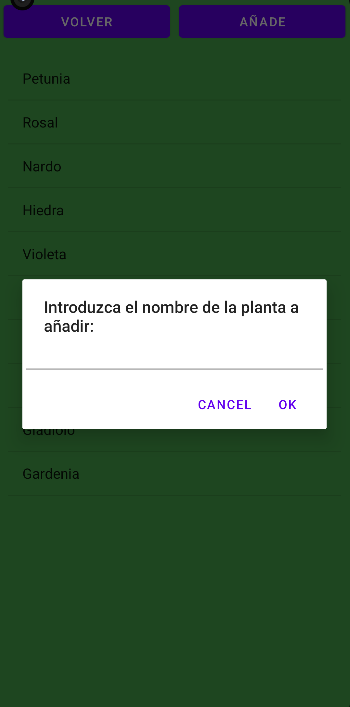 VOLVER
AÑADE
Petunia
Rosal
Nardo
Hiedra
Violeta
Introduzca el nombre de la planta a
añadir:
CANCEL
OK
Gladiolo
Gardenia